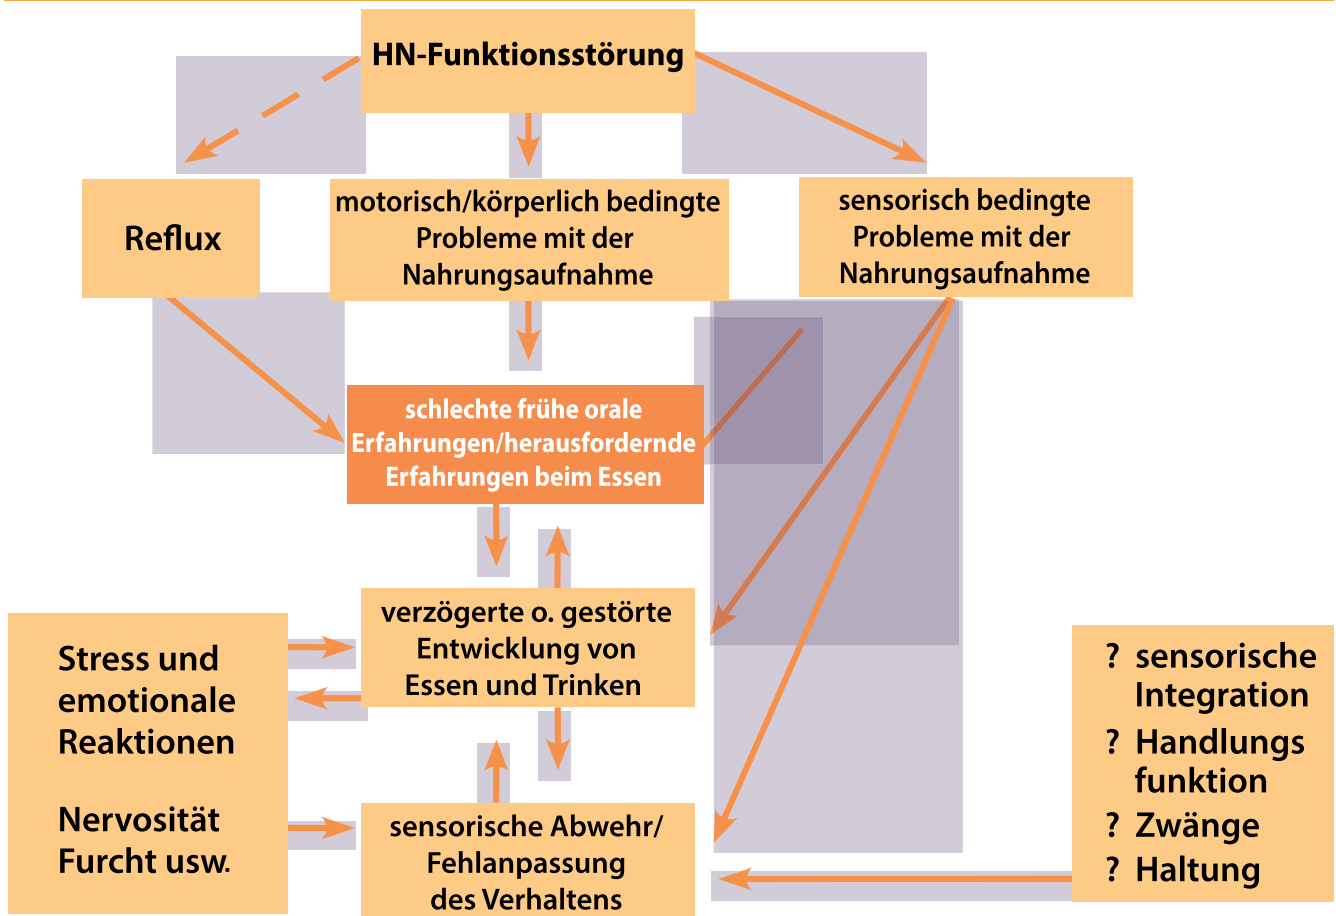 HN-Funktionsstörung
Reflux
motorisch/körperlich bedingte
Probleme mit der
Nahrungsaufnahme
sensorisch bedingte
Probleme mit der
Nahrungsaufnahme
schlechte frühe orale
Erfahrungen/herausfordernde
Erfahrungen beim Essen
verzögerte o. gestörte
Entwicklung von
Essen und Trinken
Stress und
emotionale
Reaktionen
Nervosität
Furcht usw.
sensorische Abwehr/
Fehlanpassung
des Verhaltens
? sensorische
Integration
? Handlungs
funktion
? Zwänge
? Haltung